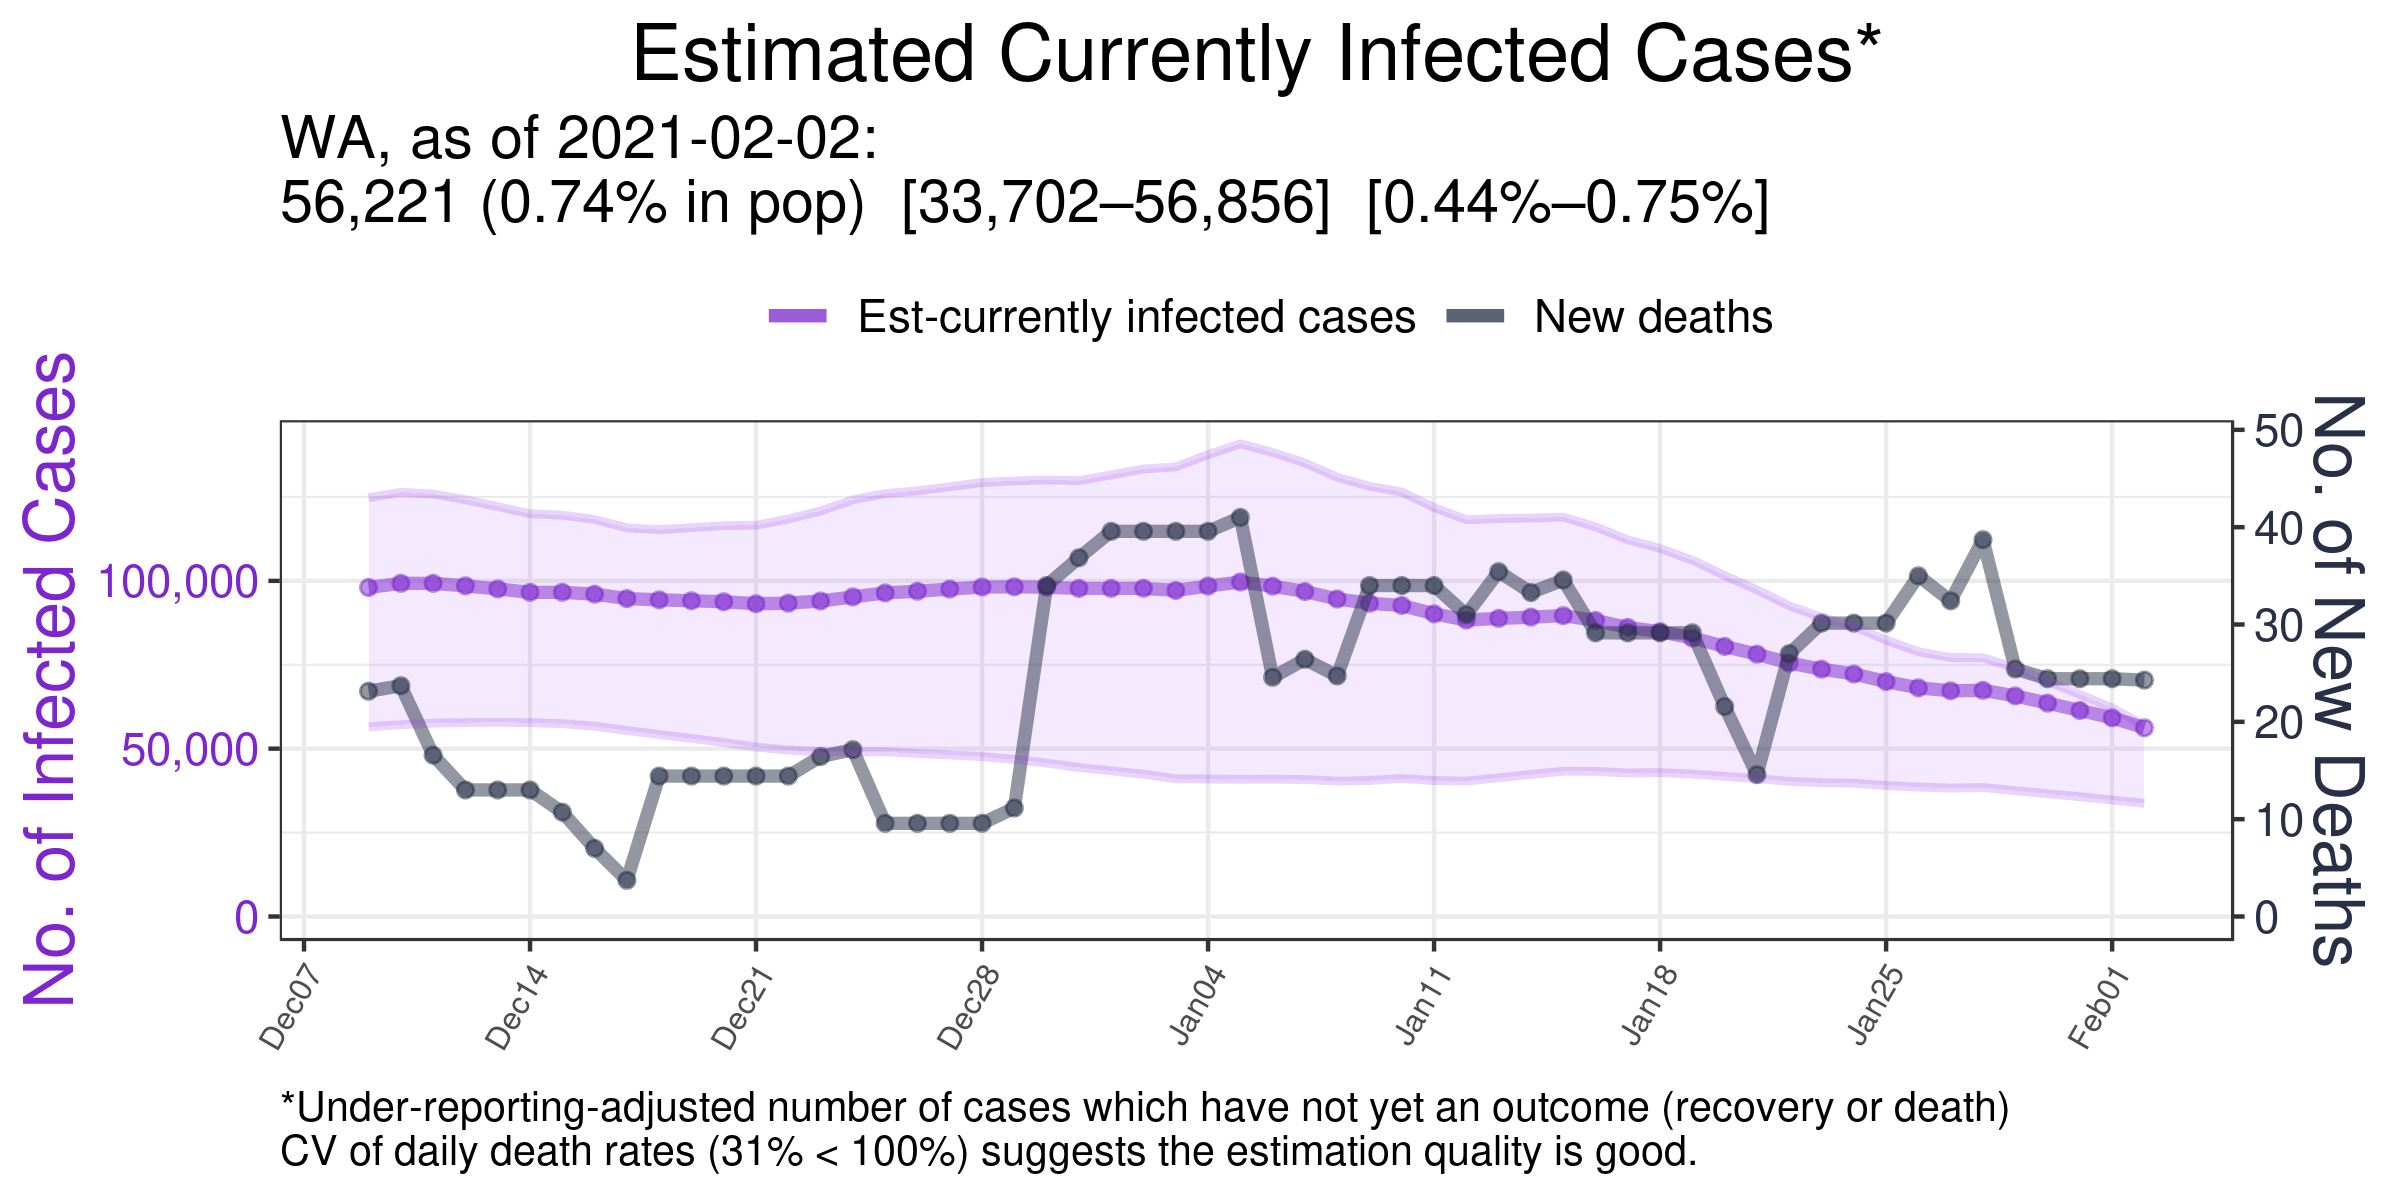 Estimated Currently Infected Cases*
WA, as of 2021-02-02:
56,221 (0.74% in pop)  [33,702–56,856]  [0.44%–0.75%]
Est-currently infected cases
New deaths
No. of Infected Cases
100,000
50,000
0
50
40
30
20
10
0
No. of New Deaths
Dec07
Dec14
Dec21
Dec28
Jan04
Jan11
Jan18
Jan25
Feb01
*Under-reporting-adjusted number of cases which have not yet an outcome (recovery or death)
CV of daily death rates (31% < 100%) suggests the estimation quality is good.